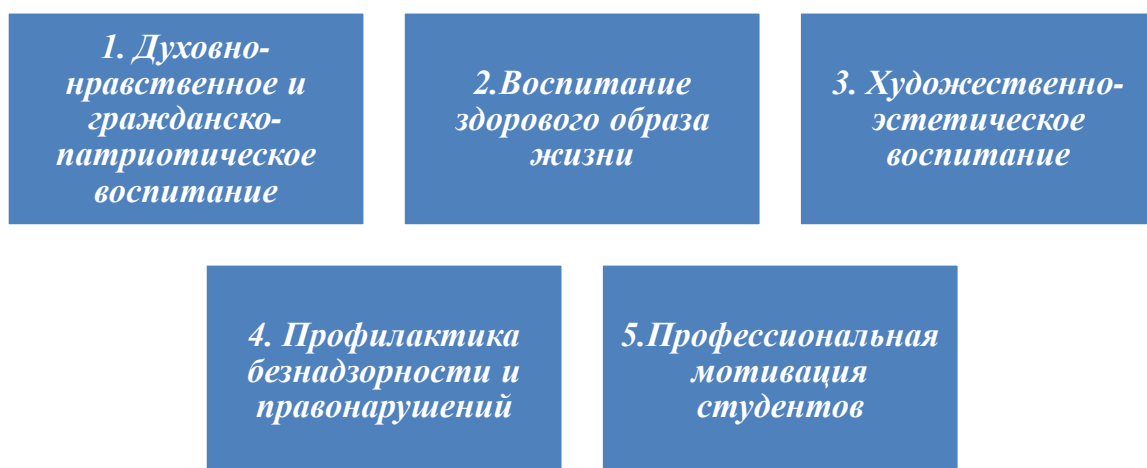 1. Духовно-
нравственное и
гражданско-
патриотическое
воспитание
2.Воспитание
здорового образа
жизни
3. Художественно-
эстетическое
воспитание
4. Профилактика
безнадзорности и
правонарушений
5.Профессиональная
мотивация
студентов